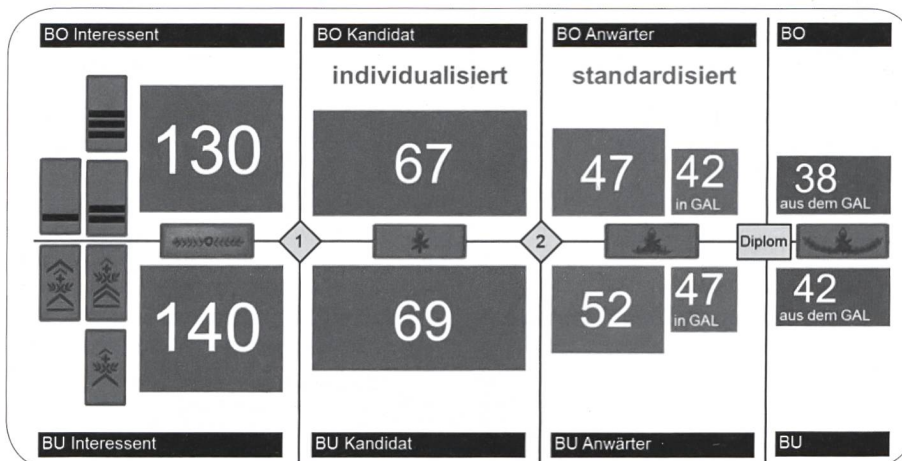 BO Interessent
BO Kandidat
BO Anwärter
BO
individualisiert
standardisiert
130
67
47
42
in GAL
38
aus dem GAL
1
2
Diplom
140
69
52
47
in GAL
42
aus dem GAL
BU Interessent
BU Kandidat
BU Anwärter
BU